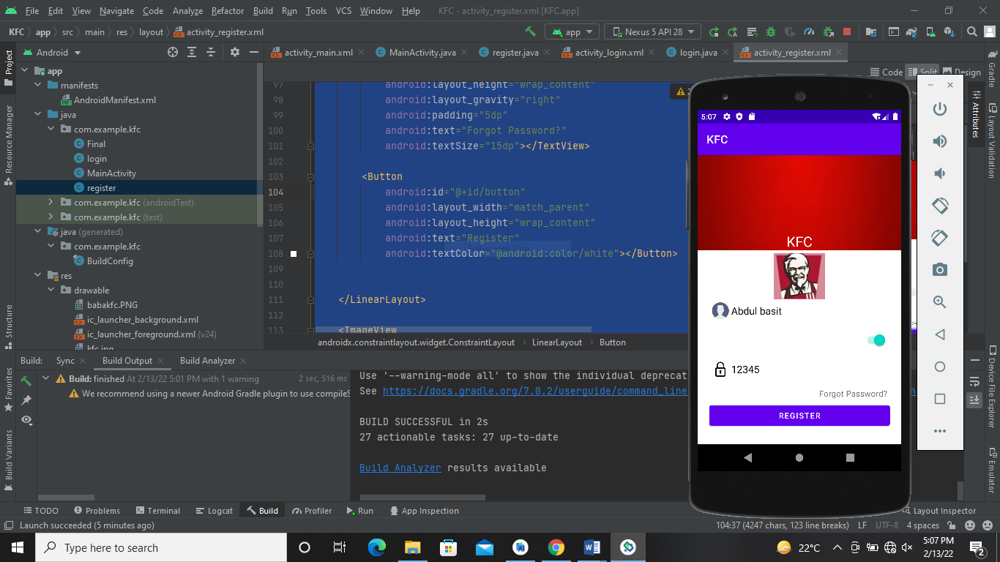 File Edit View Navigate Code Analyze Refactor Build Run Tools VCS Window Help KFC - activity_register.xml [KFC.app]
KFC app src main res layout activity_register.xml app Nexus 5 API 28
Project Android activity_main.xml MainActivity.java register.java activity_login.xml login.java activity_register.xml Gradle
Code Split Design
app
manifests
AndroidManifest.xml
java
com.example.kfc
Final
login
MainActivity
register
com.example.kfc (androidTest)
com.example.kfc (test)
java (generated)
com.example.kfc
BuildConfig
res
drawable
babakfc.PNG
ic_launcher_background.xml
ic_launcher_foreground.xml (v24)
kfc.jpg
Resource Manager
Structure
Favorites
Build Variants
97 android:layout_height="wrap_content"
98 android:layout_gravity="right"
99 android:padding="5dp"
100 android:text="Forgot Password?"
101 android:textSize="15dp"></TextView>
102
103 <Button
104 android:id="@+id/button"
105 android:layout_width="match_parent"
106 android:layout_height="wrap_content"
107 android:text="Register"
108 android:textColor="@android:color/white"></Button>
109
110
111 </LinearLayout>
112
113 <ImageView
androidx.constraintlayout.widget.ConstraintLayout LinearLayout Button
Build: Sync Build Output Build Analyzer
Build: finished At 2/13/22 5:01 PM with 1 warning 2 sec, 516 ms
We recommend using a newer Android Gradle plugin to use compileS
Use '--warning-mode all' to show the individual deprecat
See https://docs.gradle.org/7.0.2/userguide/command_line
BUILD SUCCESSFUL in 2s
27 actionable tasks: 27 up-to-date
Build Analyzer results available
5:07
KFC
KFC
Abdul basit
12345
Forgot Password?
REGISTER
Attributes
Layout Validation
Device File Explorer
Emulator
TODO Problems Terminal Logcat Build Profiler Run App Inspection Layout Inspector
Launch succeeded (5 minutes ago) 104:37 (4247 chars, 123 line breaks) LF UTF-8 4 spaces
Type here to search 22°C 5:07 PM
2/13/22
2